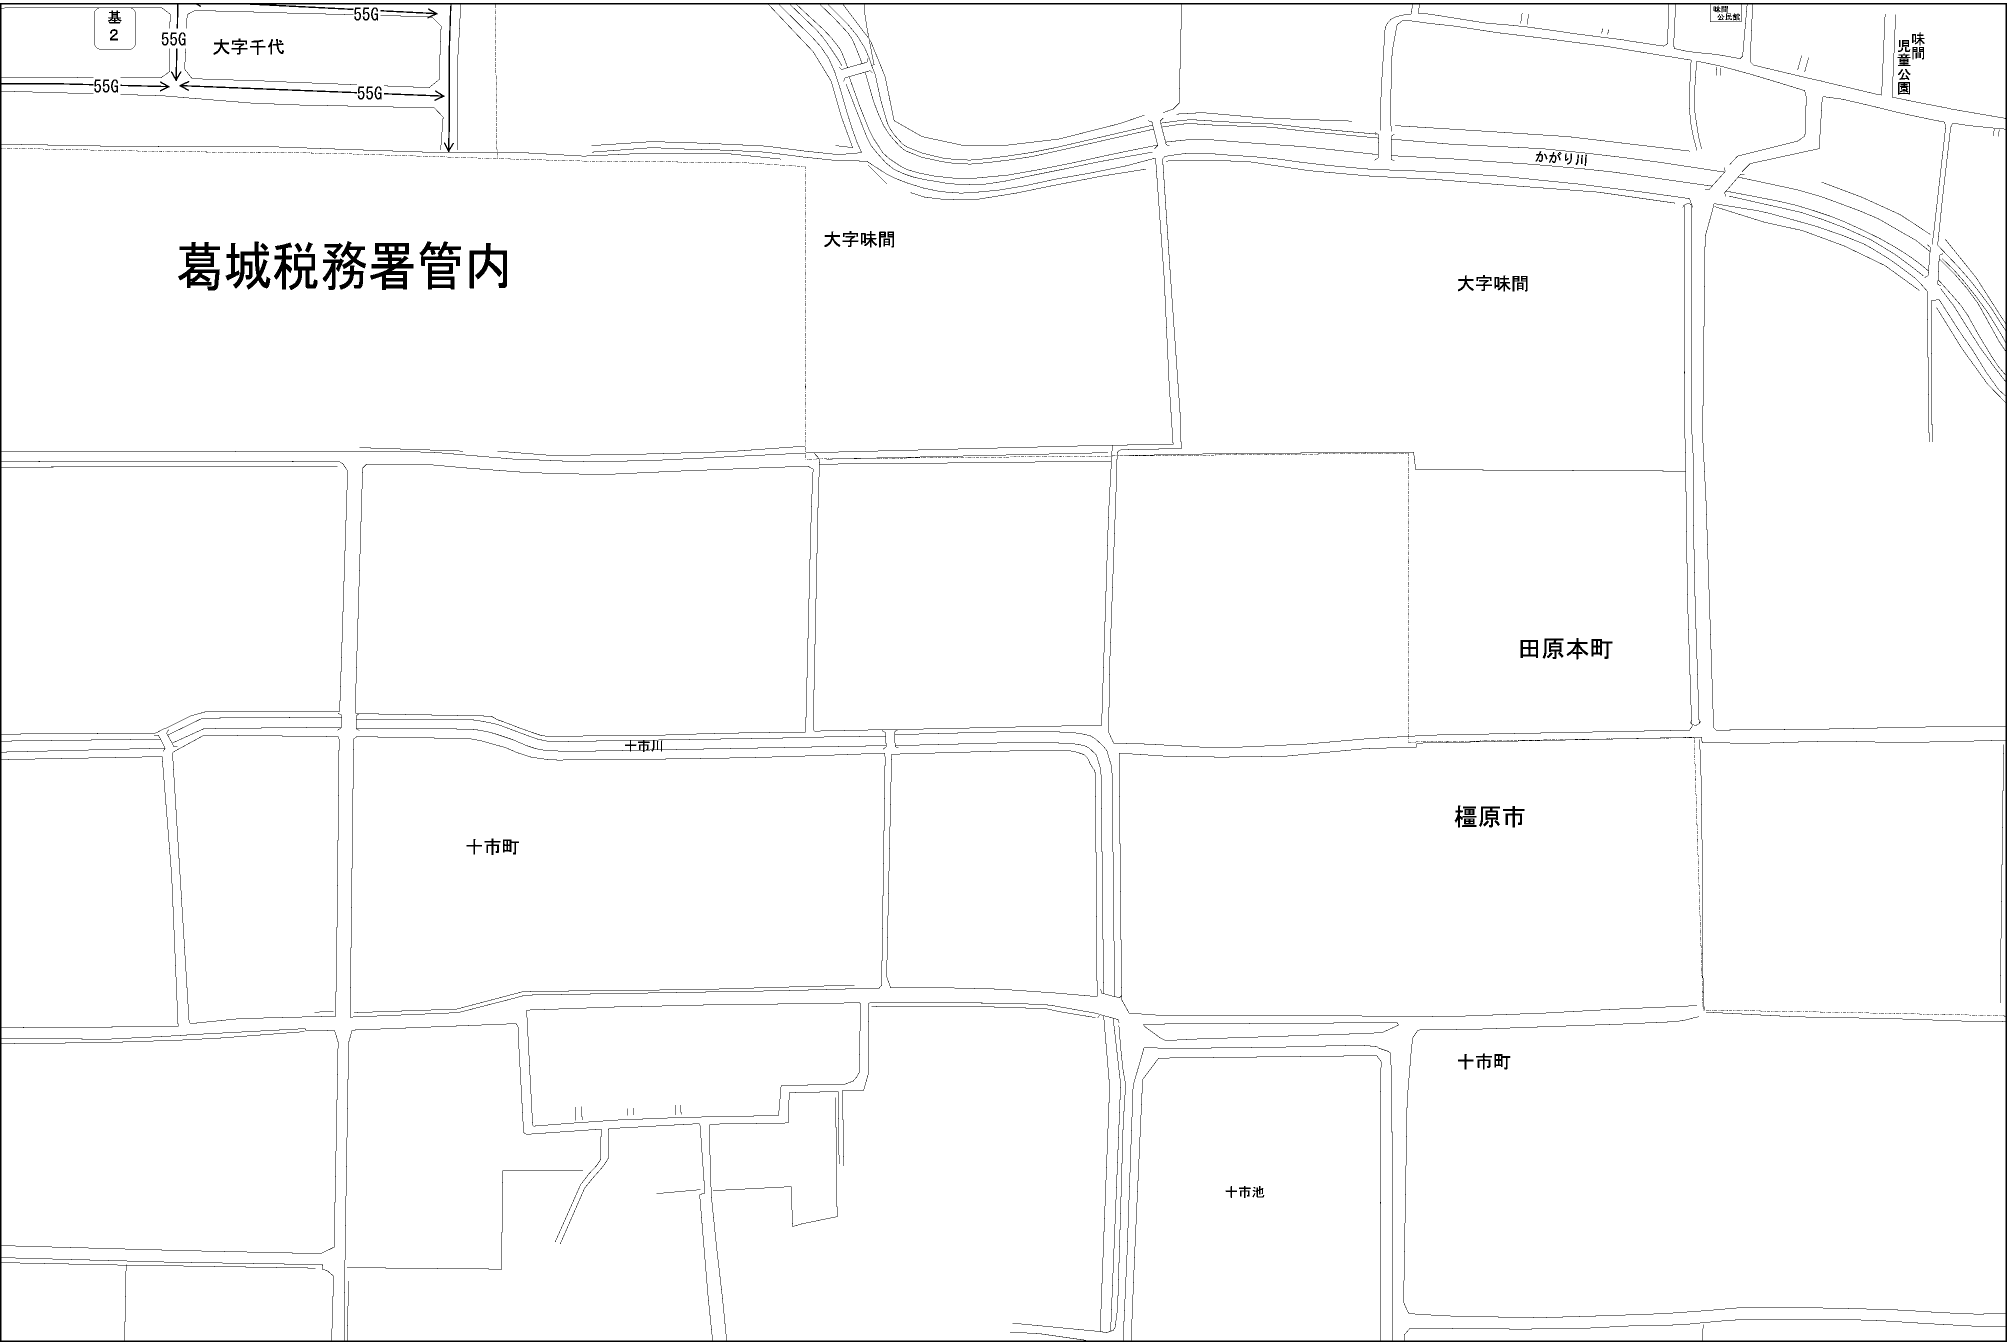 基
2
55G
55G
大字千代
55G
55G
味間
公民館
味間
児童公園
かがり川
大字味間
葛城税務署管内
大字味間
田原本町
十市川
橿原市
十市町
十市町
十市池